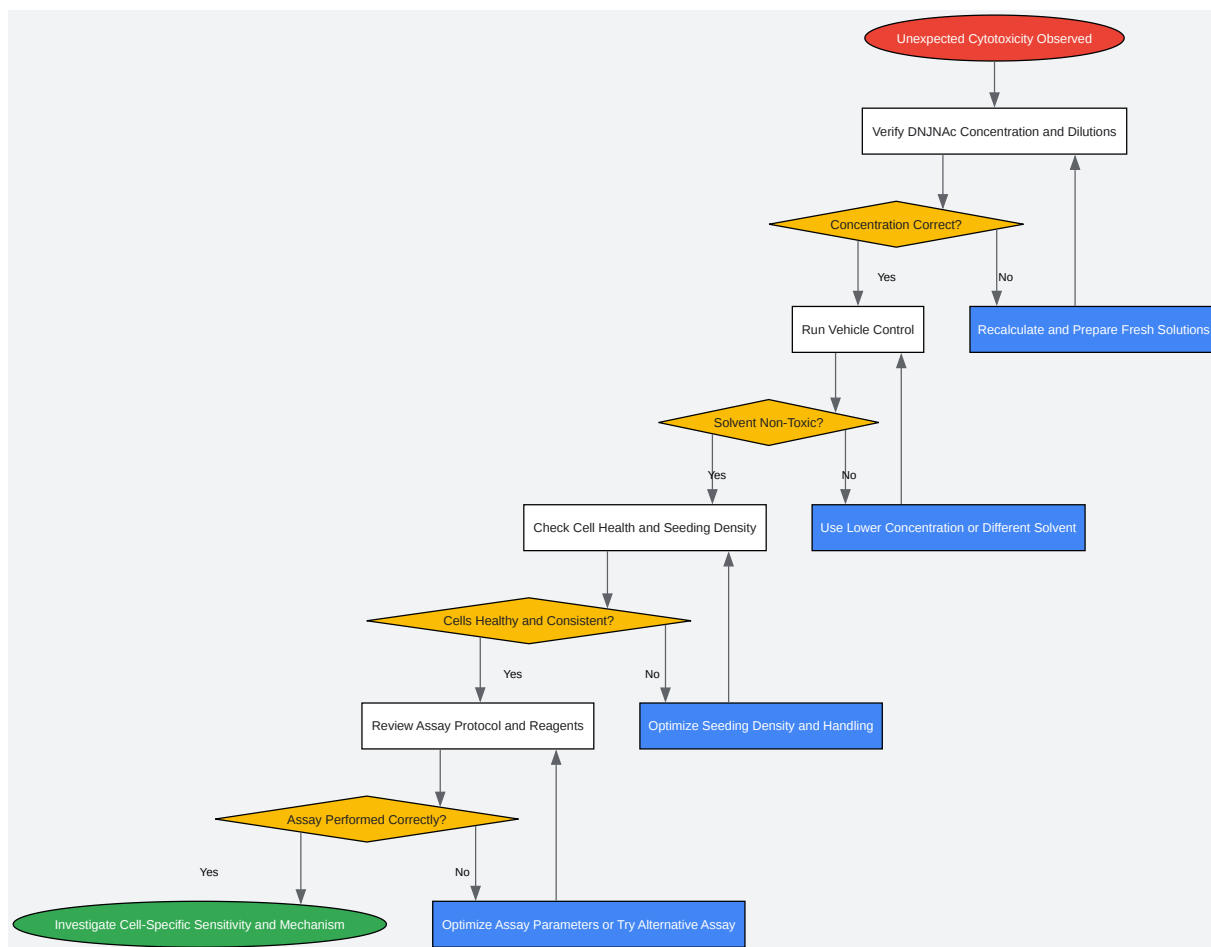 Unexpected Cytotoxicity Observed
Verify DNJNAc Concentration and Dilutions
Concentration Correct?
Yes
No
Run Vehicle Control
Recalculate and Prepare Fresh Solutions
Solvent Non-Toxic?
Yes
No
Check Cell Health and Seeding Density
Use Lower Concentration or Different Solvent
Cells Healthy and Consistent?
Yes
No
Review Assay Protocol and Reagents
Optimize Seeding Density and Handling
Assay Performed Correctly?
Yes
No
Investigate Cell-Specific Sensitivity and Mechanism
Optimize Assay Parameters or Try Alternative Assay